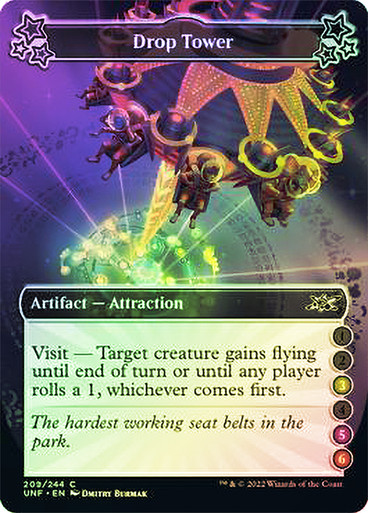 Drop Tower
Artifact — Attraction
Visit — Target creature gains flying
until end of turn or until any player
rolls a 1, whichever comes first.
The hardest working seat belts in the
park.
1
2
3
4
5
6
209/244 C
UNF • EN Dmitry Burmak
™ & © 2022 Wizards of the Coast